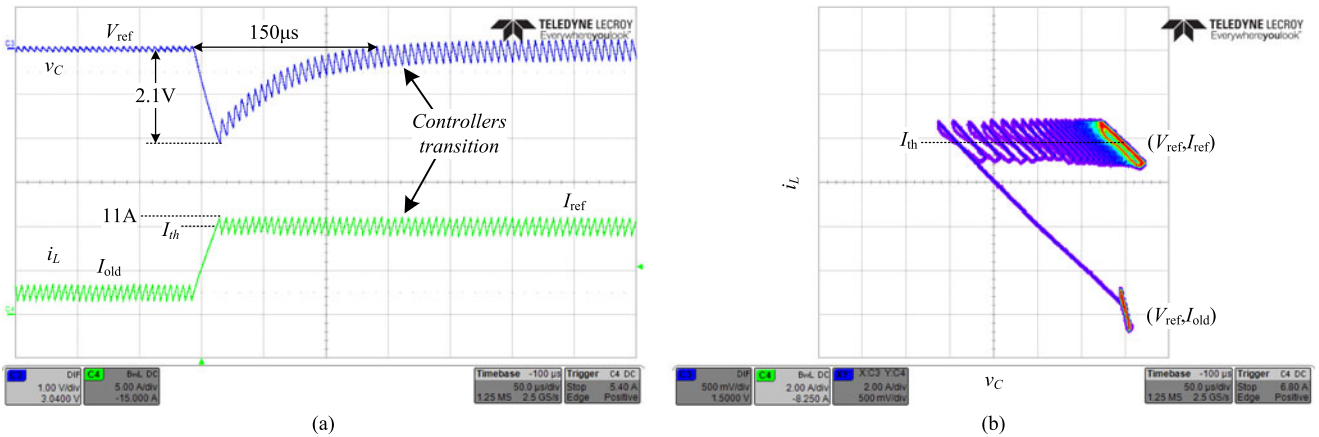 TELEDYNE LECROY
Everywhereyoulook™
C3
V_ref
150µs
v_C
2.1V
Controllers
transition
11A
I_th
I_ref
i_L
I_old
C4
C3 DIF
1.00 V/div
3.0400 V
C4 BwL DC
5.00 A/div
-15.000 A
Timebase -100 µs
50.0 µs/div
1.25 MS 2.5 GS/s
Trigger C4 DC
Stop 5.40 A
Edge Positive
(a)
TELEDYNE LECROY
Everywhereyoulook™
I_th
(V_ref,I_ref)
i_L
(V_ref,I_old)
C3 DIF
500 mV/div
1.5000 V
C4 BwL DC
2.00 A/div
-8.250 A
X:C3 Y:C4
2.00 A/div
500 mV/div
v_C
Timebase -100 µs
50.0 µs/div
1.25 MS 2.5 GS/s
Trigger C4 DC
Stop 6.80 A
Edge Positive
(b)